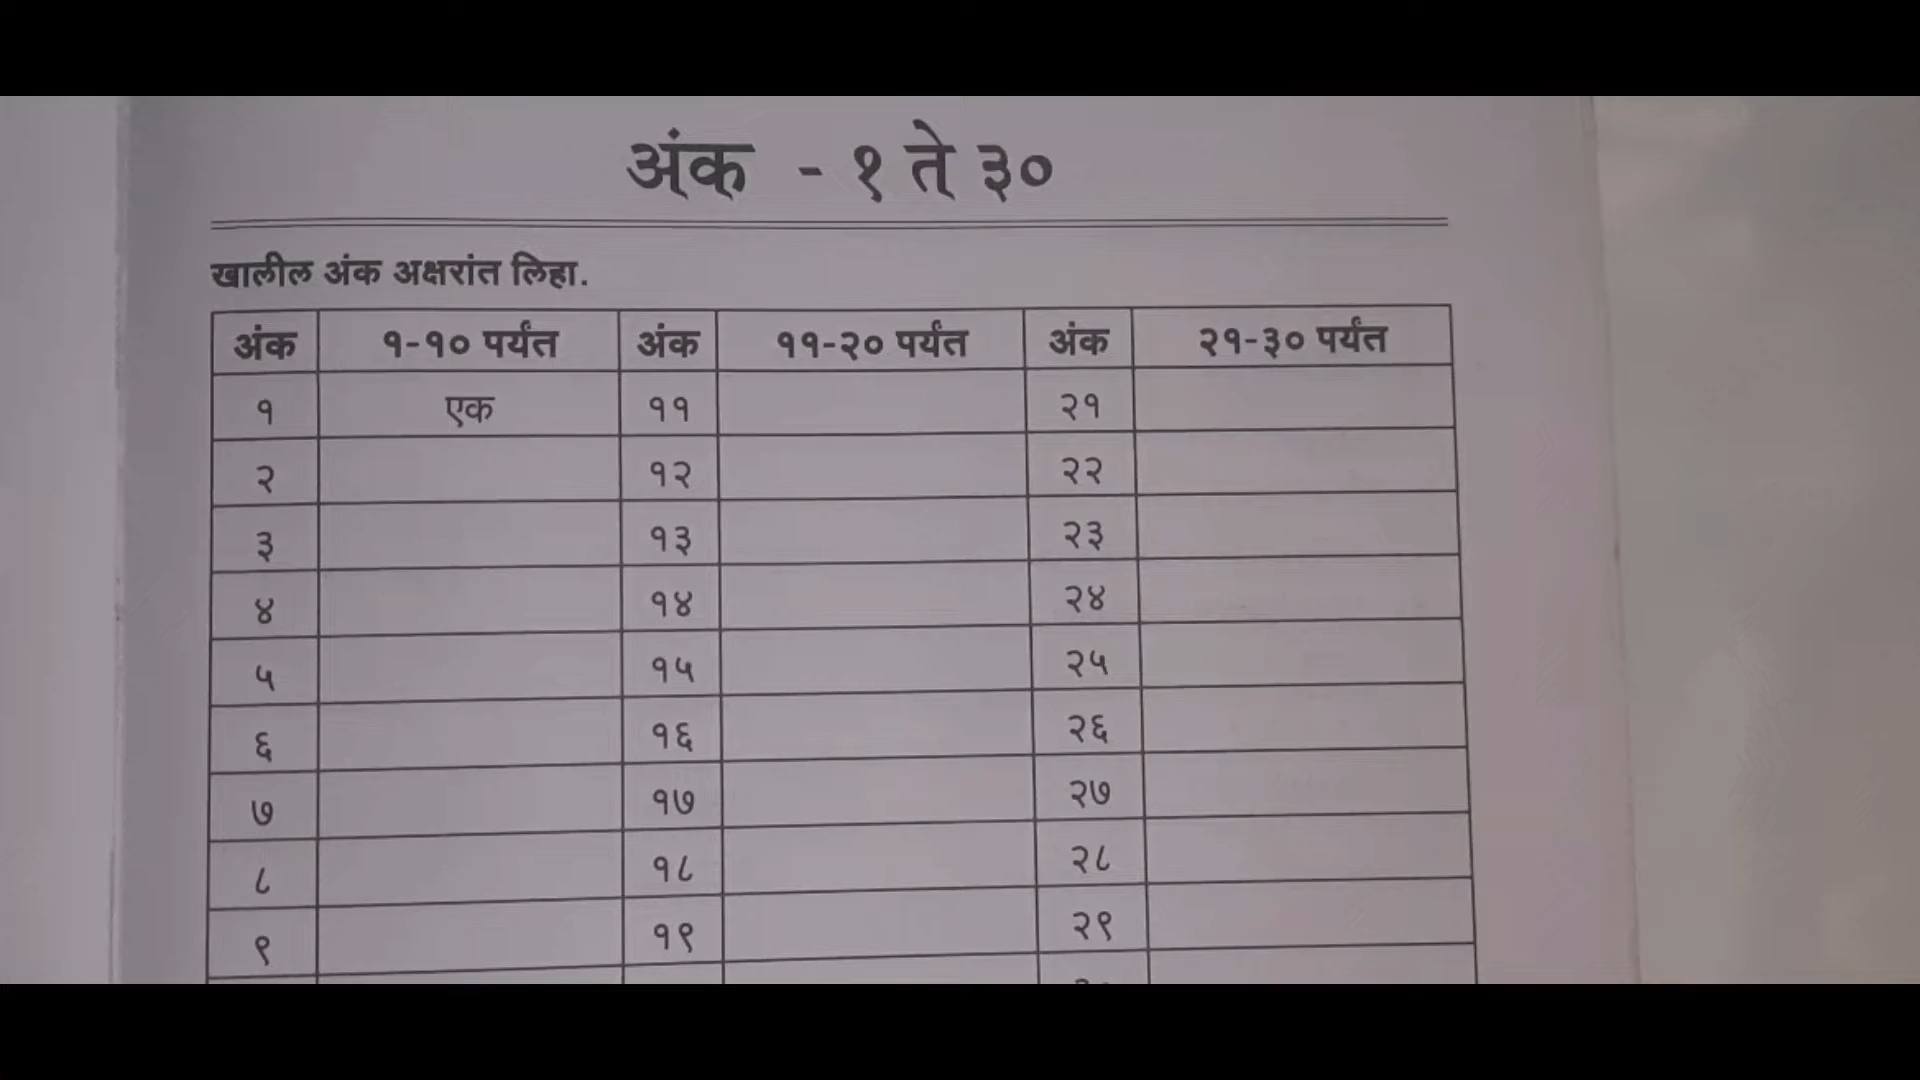 अंक - १ ते ३०
खालील अंक अक्षरांत लिहा.
अंक १-१० पर्यंत अंक ११-२० पर्यंत अंक २१-३० पर्यंत
१ एक ११ २१
२ १२ २२
३ १३ २३
४ १४ २४
५ १५ २५
६ १६ २६
७ १७ २७
८ १८ २८
९ १९ २९